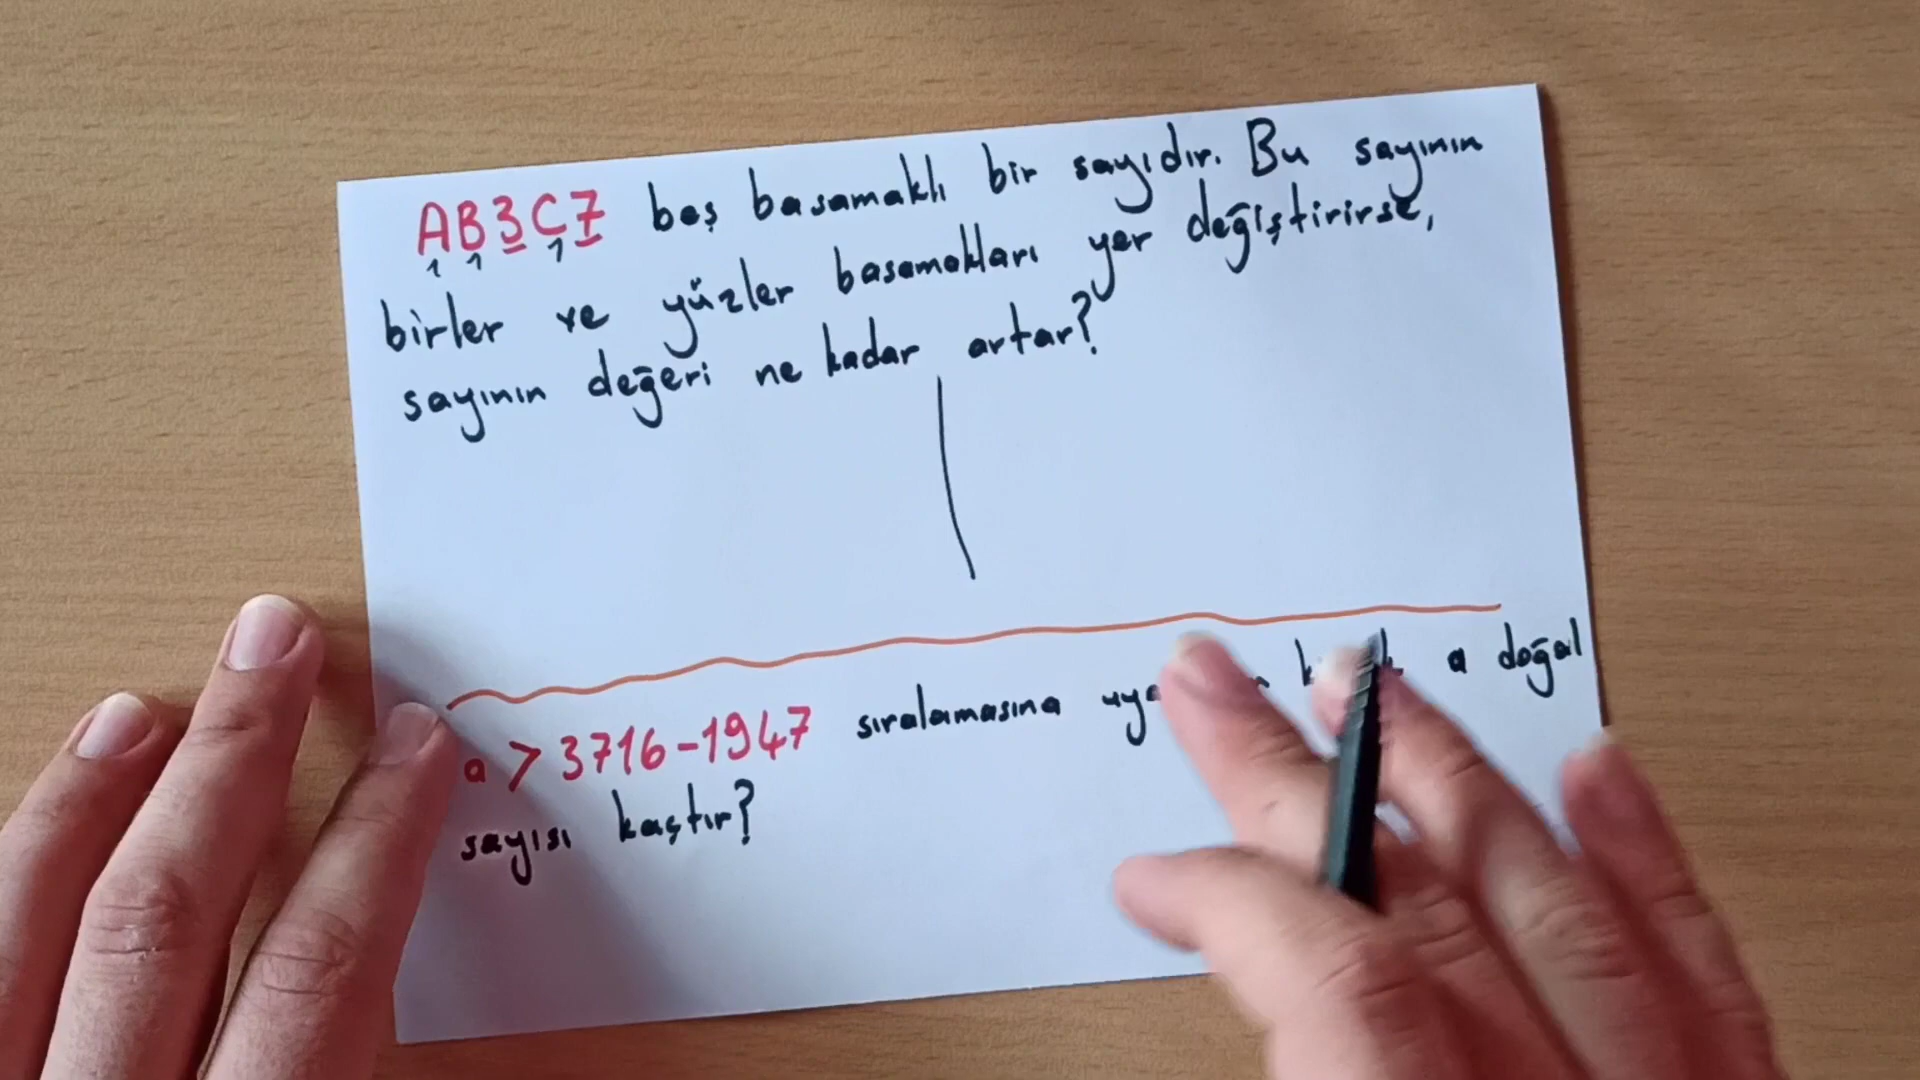 AB3C7 beş basamaklı bir sayıdır. Bu sayının
birler ve yüzler basamakları yer değiştirirse,
sayının değeri ne kadar artar?
a > 3716-1947 sıralamasına a doğal
sayısı kaçtır?